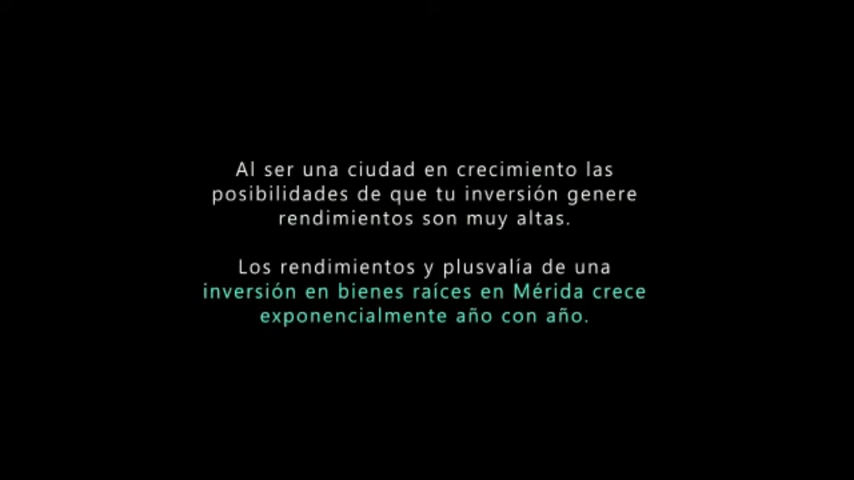 Al ser una ciudad en crecimiento las
posibilidades de que tu inversión genere
rendimientos son muy altas.
Los rendimientos y plusvalía de una
inversión en bienes raíces en Mérida crece
exponencialmente año con año.